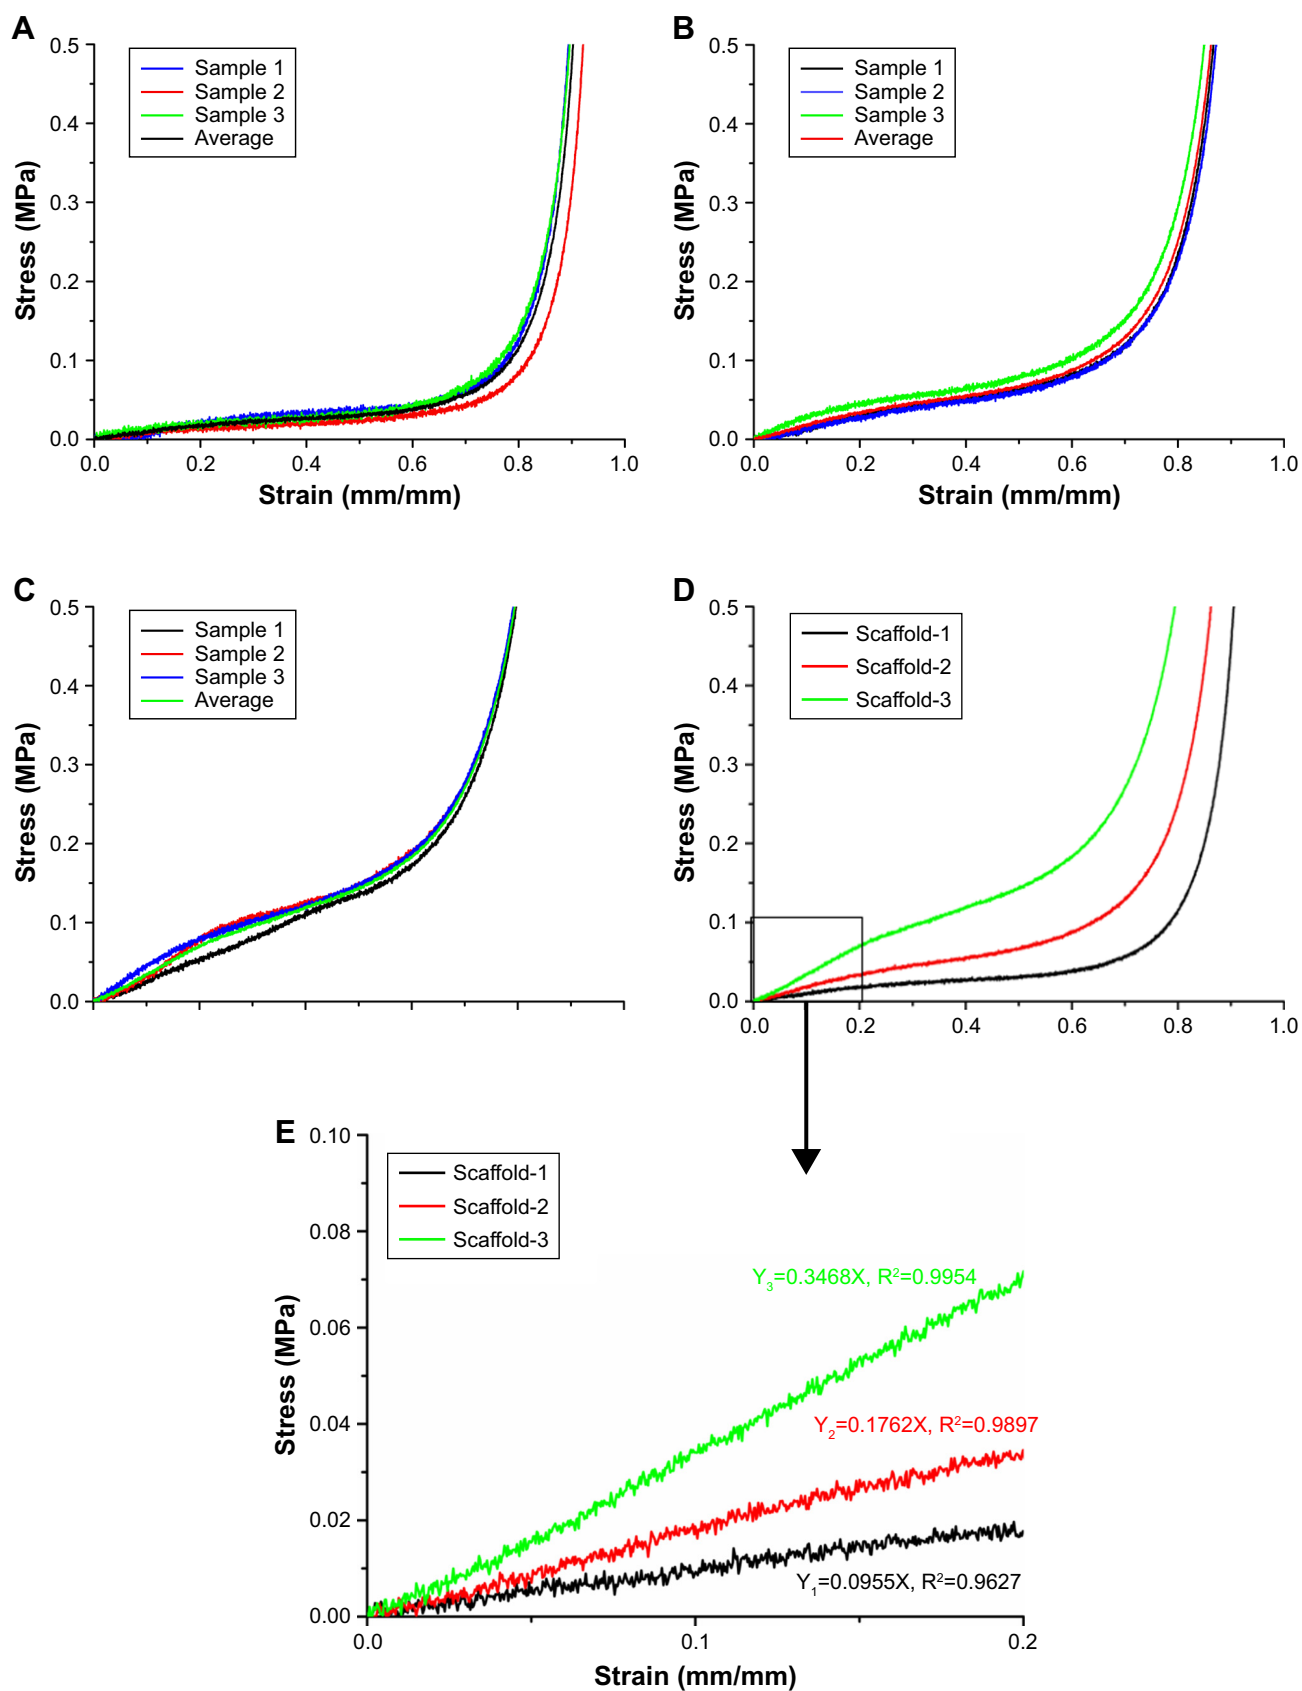 A
0.5
0.4
0.3
0.2
0.1
0.0
Stress (MPa)
Sample 1
Sample 2
Sample 3
Average
0.0 0.2 0.4 0.6 0.8 1.0
Strain (mm/mm)
B
0.5
0.4
0.3
0.2
0.1
0.0
Stress (MPa)
Sample 1
Sample 2
Sample 3
Average
0.0 0.2 0.4 0.6 0.8 1.0
Strain (mm/mm)
C
0.5
0.4
0.3
0.2
0.1
0.0
Stress (MPa)
Sample 1
Sample 2
Sample 3
Average
D
0.5
0.4
0.3
0.2
0.1
0.0
Stress (MPa)
Scaffold-1
Scaffold-2
Scaffold-3
0.0 0.2 0.4 0.6 0.8 1.0
E
0.10
0.08
0.06
0.04
0.02
0.00
Stress (MPa)
Scaffold-1
Scaffold-2
Scaffold-3
Y₃=0.3468X, R²=0.9954
Y₂=0.1762X, R²=0.9897
Y₁=0.0955X, R²=0.9627
0.0 0.1 0.2
Strain (mm/mm)